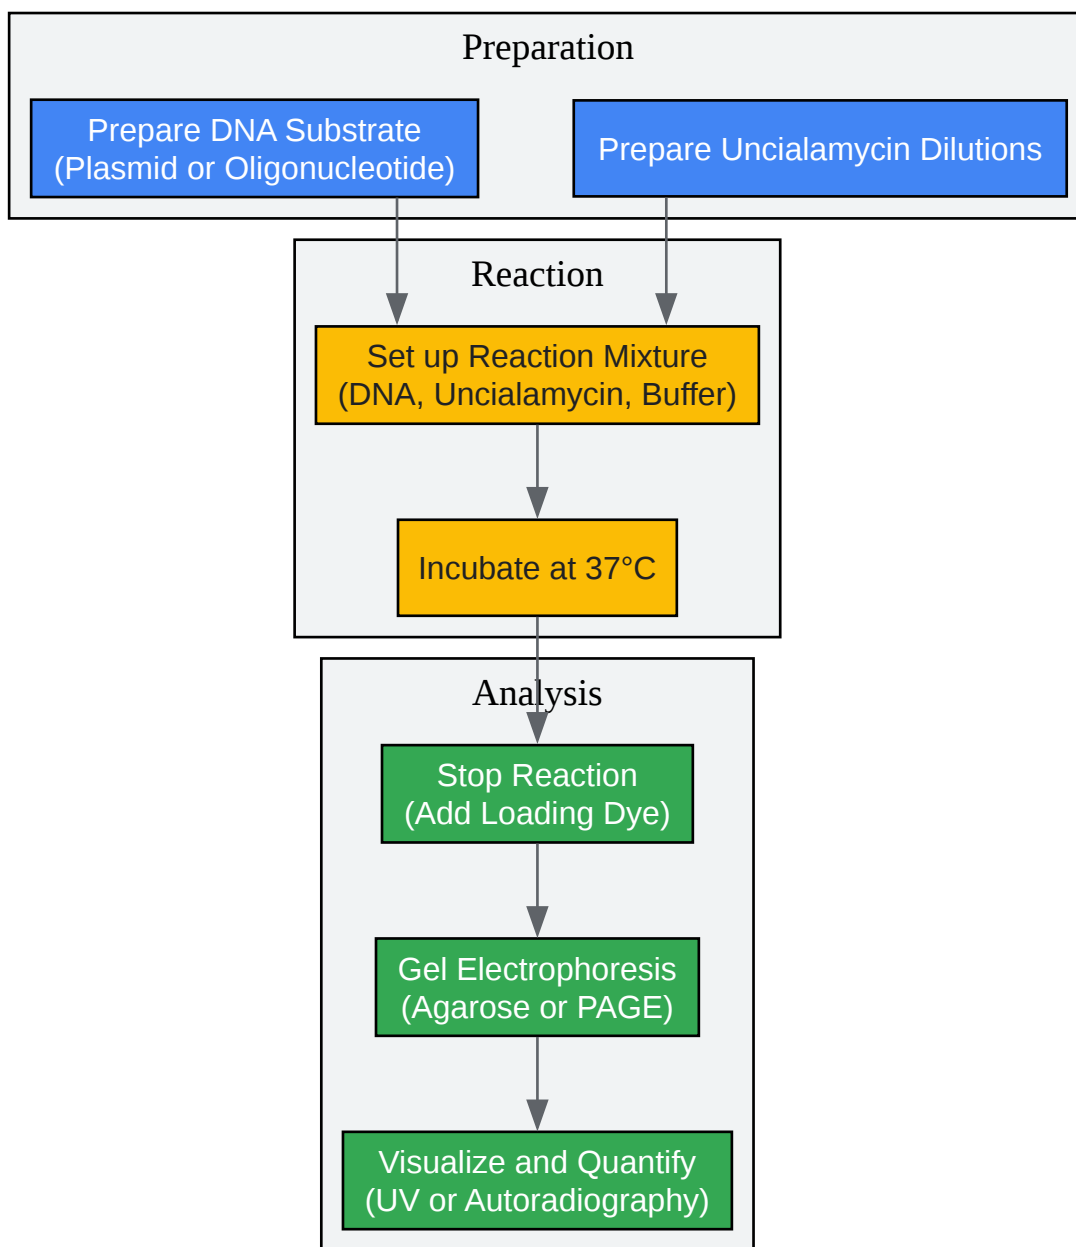 Preparation
Prepare DNA Substrate
(Plasmid or Oligonucleotide)
Prepare Uncialamycin Dilutions
Reaction
Set up Reaction Mixture
(DNA, Uncialamycin, Buffer)
Incubate at 37°C
Analysis
Stop Reaction
(Add Loading Dye)
Gel Electrophoresis
(Agarose or PAGE)
Visualize and Quantify
(UV or Autoradiography)